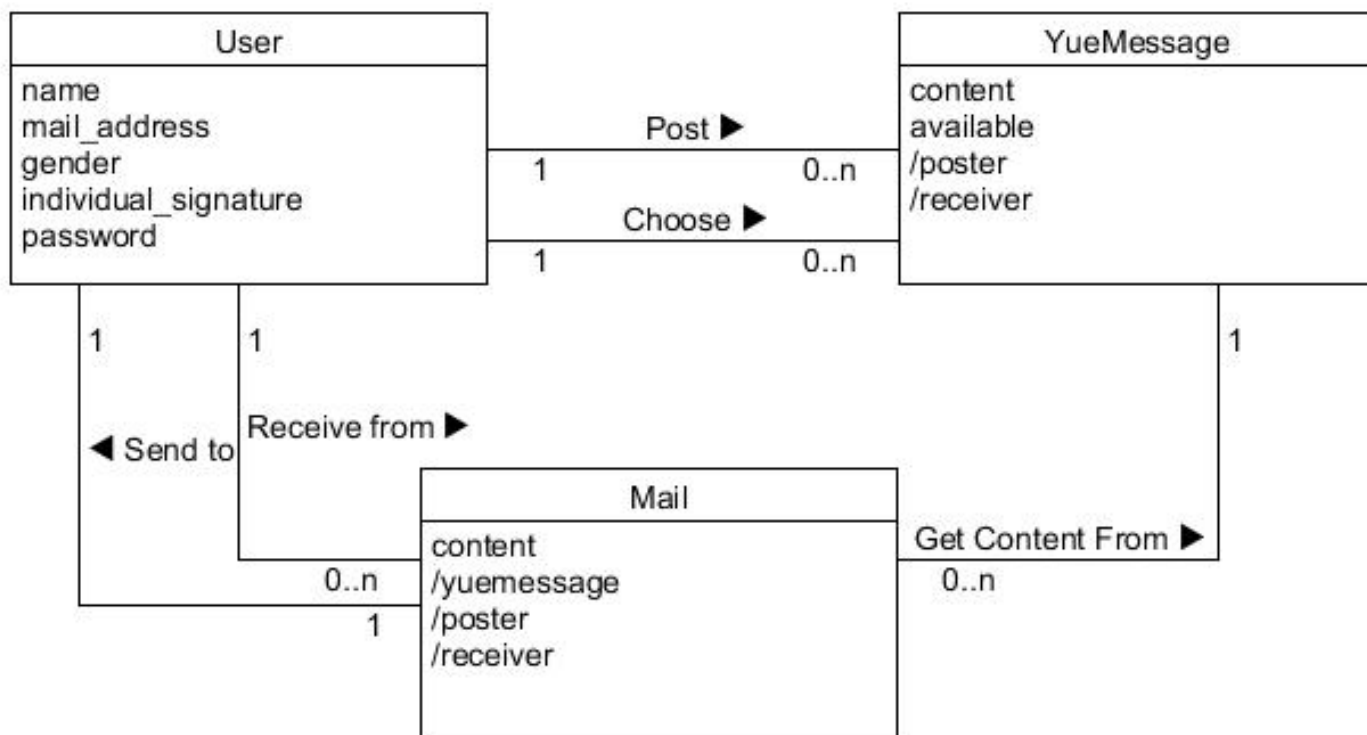 User
name
mail_address
gender
individual_signature
password
Post ▶
1
0..n
Choose ▶
1
0..n
YueMessage
content
available
/poster
/receiver
1
1
1
Receive from ▶
◀ Send to
Mail
content
/yuemessage
/poster
/receiver
0..n
1
Get Content From ▶
0..n